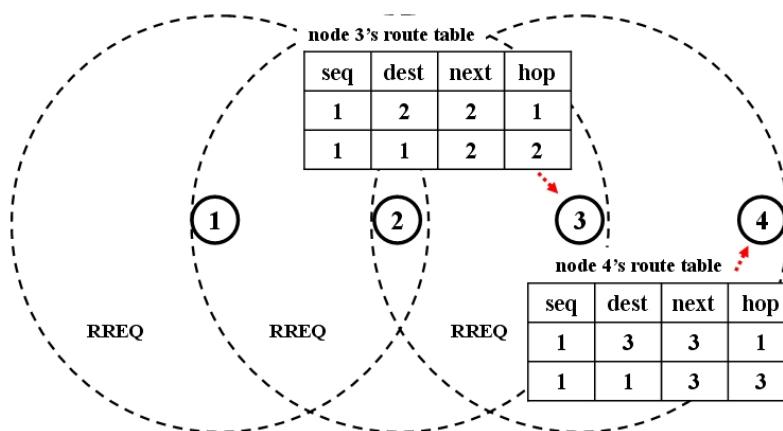 node 3's route table
seq dest next hop
1 2 2 1
1 1 2 2
1 2 3 4
node 4's route table
seq dest next hop
1 3 3 1
1 1 3 3
RREQ RREQ RREQ